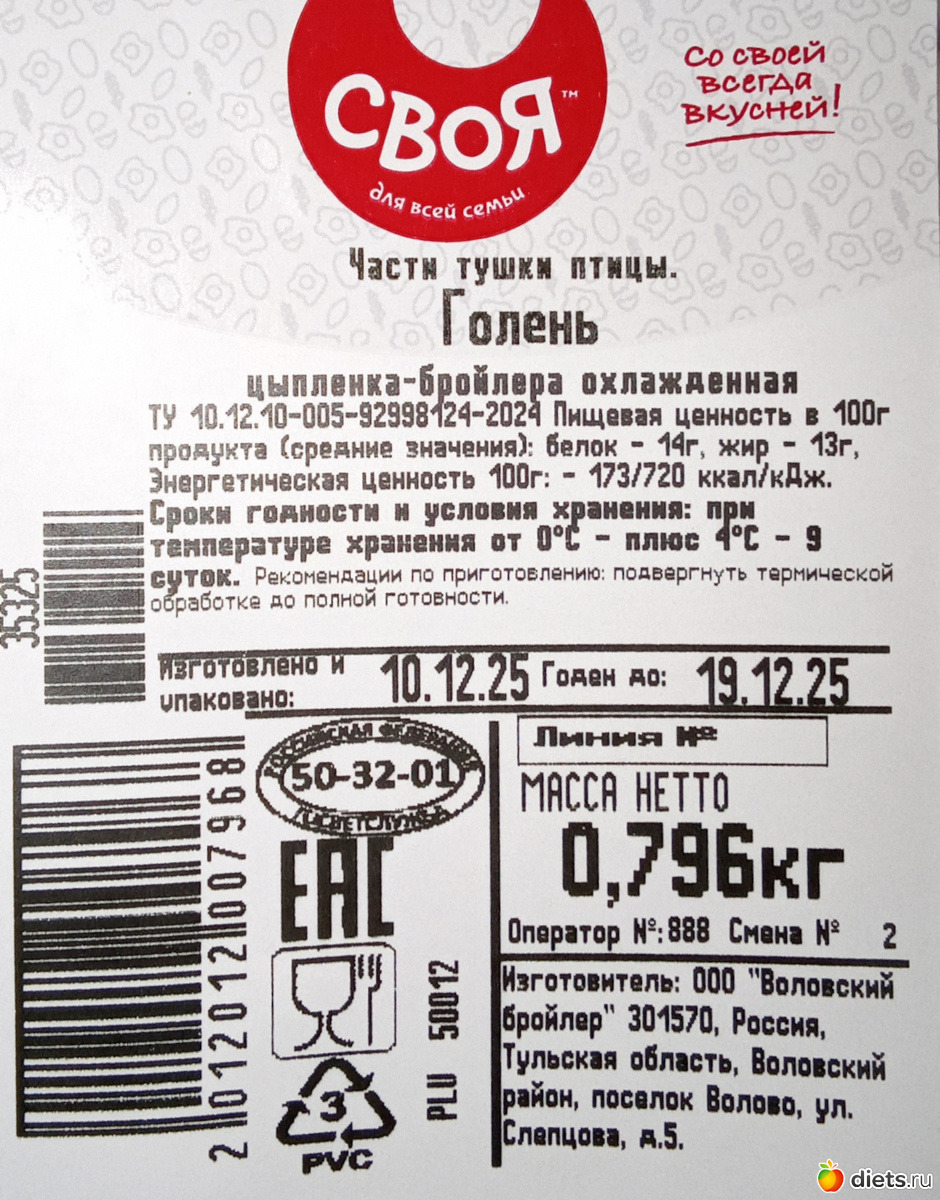 СВОЯ™
для всей семьи
Со своей
всегда
вкусней!
Части тушки птицы.
Голень
цыпленка-бройлера охлажденная
ТУ 10.12.10-005-92998124-2024 Пищевая ценность в 100г
продукта (средние значения): белок - 14г, жир - 13г,
Энергетическая ценность 100г: - 173/720 ккал/кДж.
Сроки годности и условия хранения: при
температуре хранения от 0°С - плюс 4°С - 9
суток. Рекомендации по приготовлению: подвергнуть термической
обработке до полной готовности.
35325
Изготовлено и
упаковано:
10.12.25
Годен до:
19.12.25
2012012007968
РОССИЙСКАЯ ФЕДЕРАЦИЯ
50-32-01
ГОСВЕТСЛУЖБА
EAC
3
PVC
PLU 50012
Линия №
МАССА НЕТТО
0,796кг
Оператор №:888 Смена № 2
Изготовитель: ООО "Воловский
бройлер" 301570, Россия,
Тульская область, Воловский
район, поселок Волово, ул.
Слепцова, д.5.
diets.ru